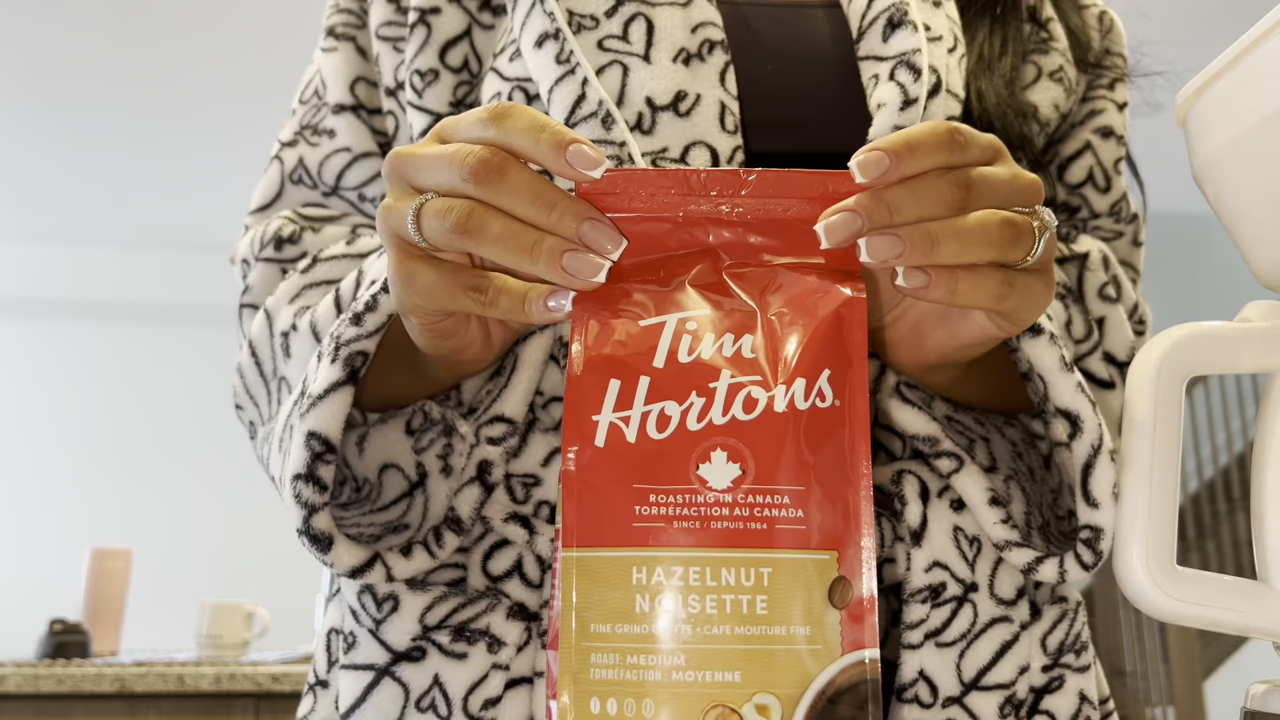 Love
Tim
Hortons
ROASTING IN CANADA
TORRÉFACTION AU CANADA
SINCE / DEPUIS 1964
HAZELNUT
NOISETTE
FINE GRIND COFFEE • CAFÉ MOUTURE FINE
ROAST: MEDIUM
TORRÉFACTION : MOYENNE